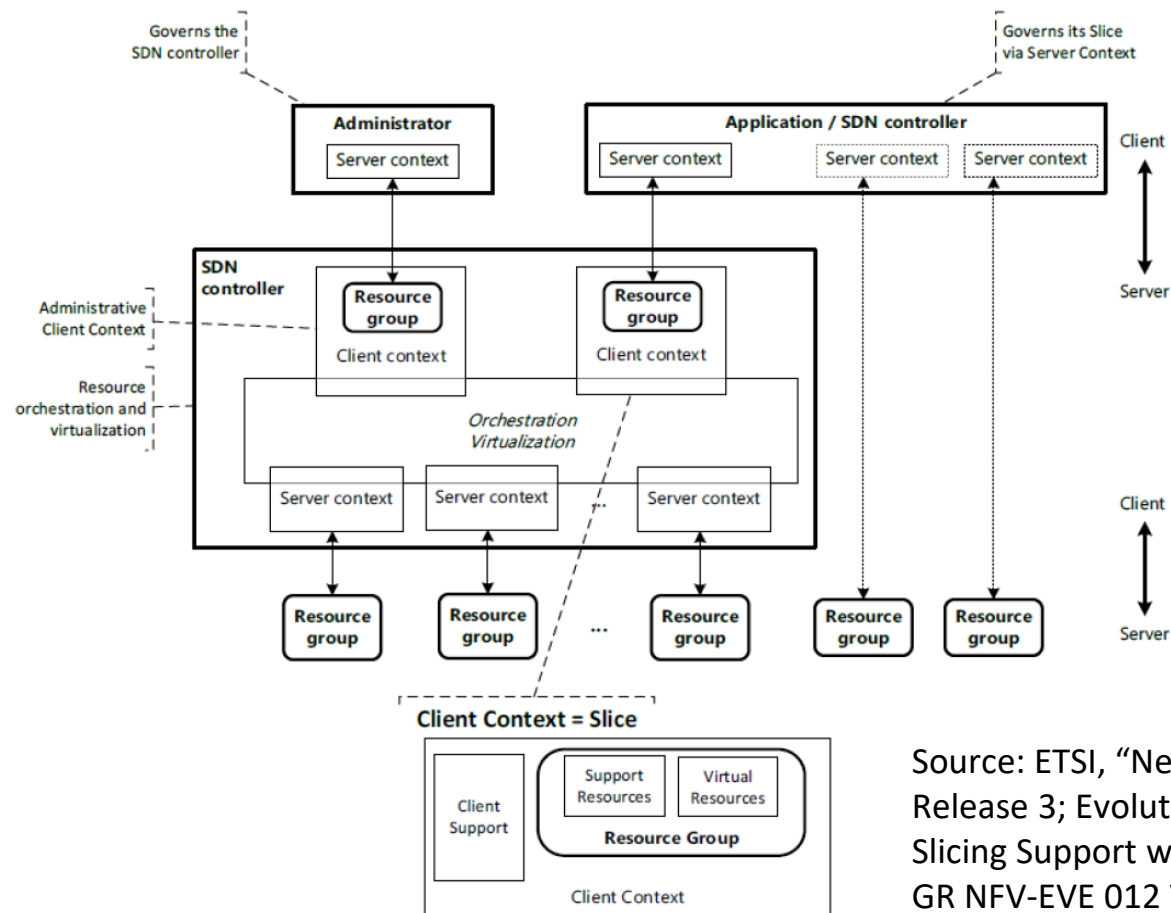 Governs the
SDN controller
Governs its Slice
via Server Context
Administrator
Server context
Application / SDN controller
Server context
Server context
Server context
Client
Server
SDN
controller
Resource
group
Client context
Resource
group
Client context
Administrative
Client Context
Resource
orchestration and
virtualization
Orchestration
Virtualization
Server context
Server context
...
Server context
Client
Server
Resource
group
Resource
group
...
Resource
group
Resource
group
Resource
group
Client Context = Slice
Client
Support
Support
Resources
Virtual
Resources
Resource Group
Client Context
Source: ETSI, “Ne
Release 3; Evolut
Slicing Support w
GR NFV-EVE 012